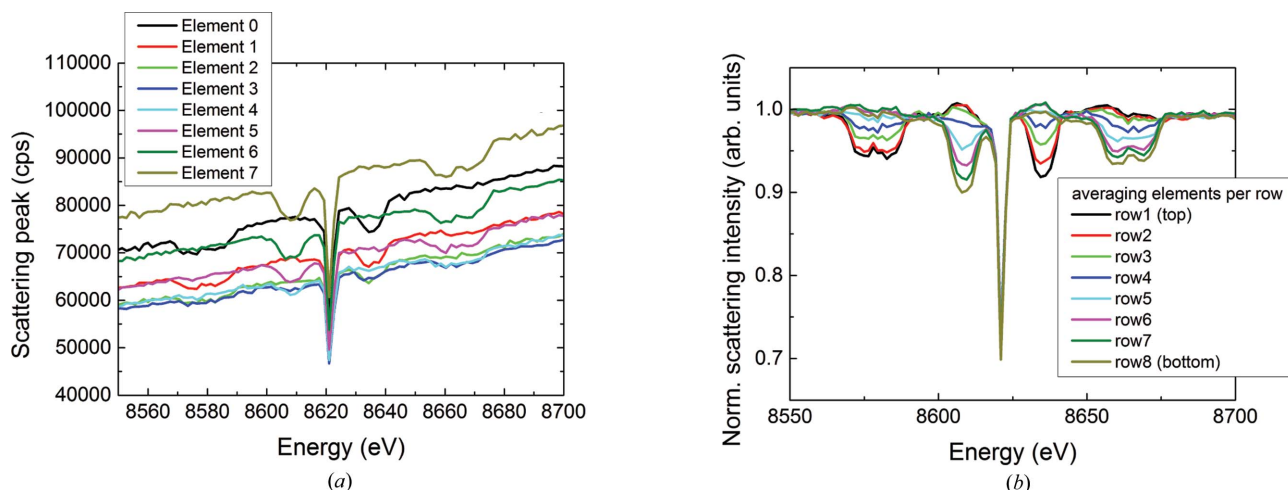 Element 0
Element 1
Element 2
Element 3
Element 4
Element 5
Element 6
Element 7
110000
100000
90000
80000
70000
60000
50000
40000
Scattering peak (cps)
8560 8580 8600 8620 8640 8660 8680 8700
Energy (eV)
(a)
Norm. scattering intensity (arb. units)
1.0
0.9
0.8
0.7
averaging elements per row
row1 (top)
row2
row3
row4
row5
row6
row7
row8 (bottom)
8550 8600 8650 8700
Energy (eV)
(b)